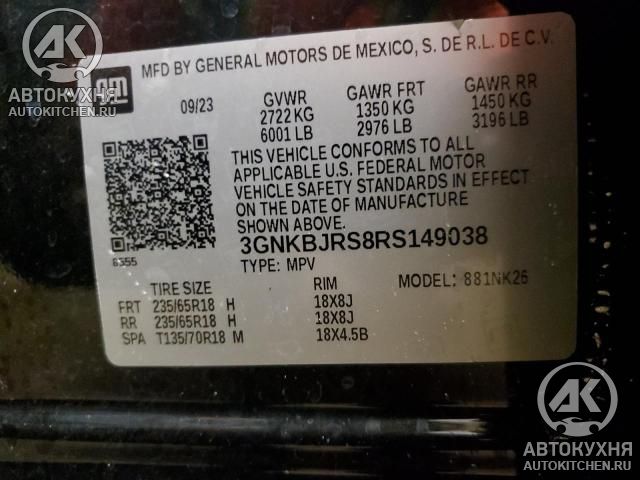 АВТОКУХНЯ
AUTOKITCHEN.RU
GM
MFD BY GENERAL MOTORS DE MEXICO, S. DE R.L. DE C.V.
09/23 GVWR GAWR FRT GAWR RR
2722 KG 1350 KG 1450 KG
6001 LB 2976 LB 3196 LB
THIS VEHICLE CONFORMS TO ALL
APPLICABLE U.S. FEDERAL MOTOR
VEHICLE SAFETY STANDARDS IN EFFECT
ON THE DATE OF MANUFACTURE
SHOWN ABOVE.
3GNKBJRS8RS149038
6355
TYPE: MPV MODEL: 881NK26
TIRE SIZE RIM
FRT 235/65R18 H 18X8J
RR 235/65R18 H 18X8J
SPA T135/70R18 M 18X4.5B
АК
АВТОКУХНЯ
AUTOKITCHEN.RU